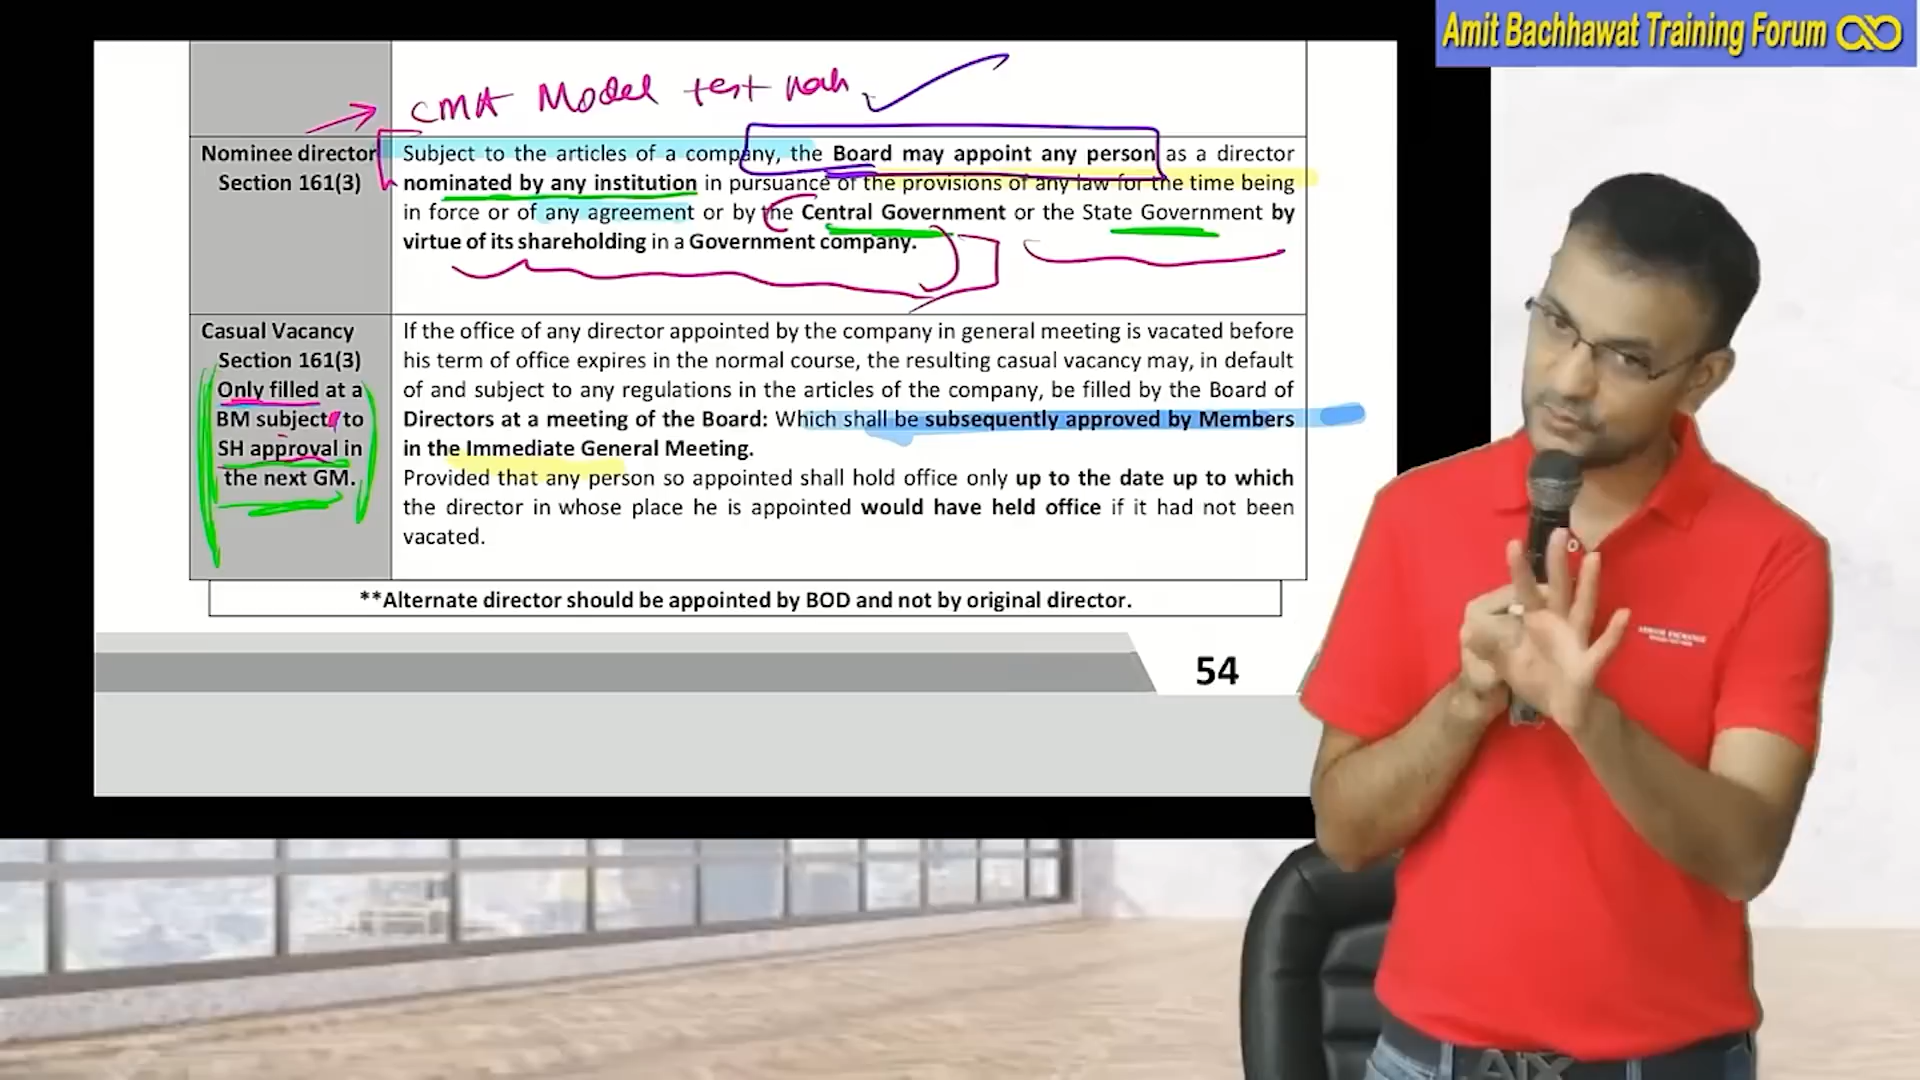 Amit Bachhawat Training Forum
CMA Model test
Nominee director
Section 161(3)
Subject to the articles of a company, the Board may appoint any person as a director
nominated by any institution in pursuance of the provisions of any law for the time being
in force or of any agreement or by the Central Government or the State Government by
virtue of its shareholding in a Government company.
Casual Vacancy
Section 161(3)
Only filled at a
BM subject to
SH approval in
the next GM.
If the office of any director appointed by the company in general meeting is vacated before
his term of office expires in the normal course, the resulting casual vacancy may, in default
of and subject to any regulations in the articles of the company, be filled by the Board of
Directors at a meeting of the Board: Which shall be subsequently approved by Members
in the Immediate General Meeting.
Provided that any person so appointed shall hold office only up to the date up to which
the director in whose place he is appointed would have held office if it had not been
vacated.
**Alternate director should be appointed by BOD and not by original director.
54